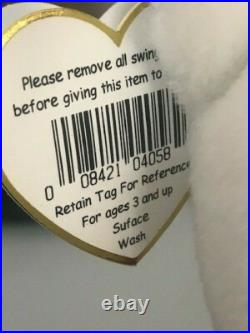 Please remove all swing
before giving this item to
0 08421 04058
Retain Tag For Reference
For ages 3 and up
Suface
Wash